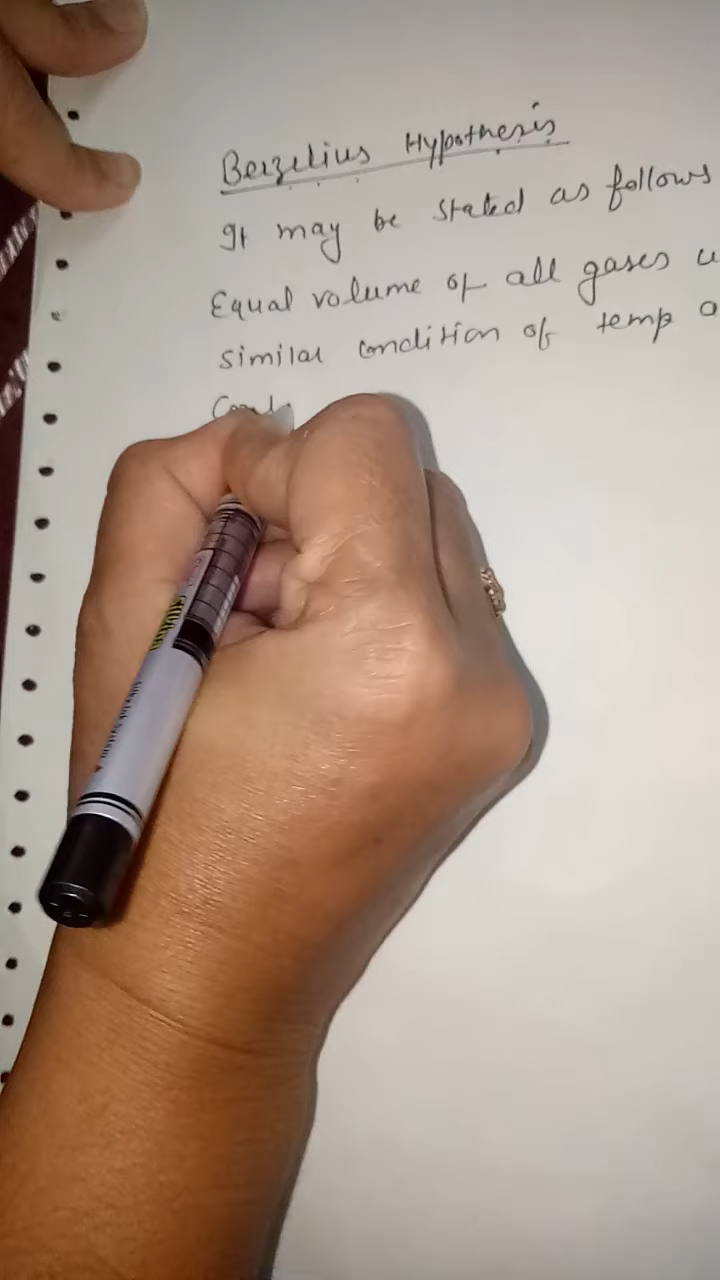 Berzelius Hypothesis
It may be stated as follows
Equal volume of all gases u
similar condition of temp a